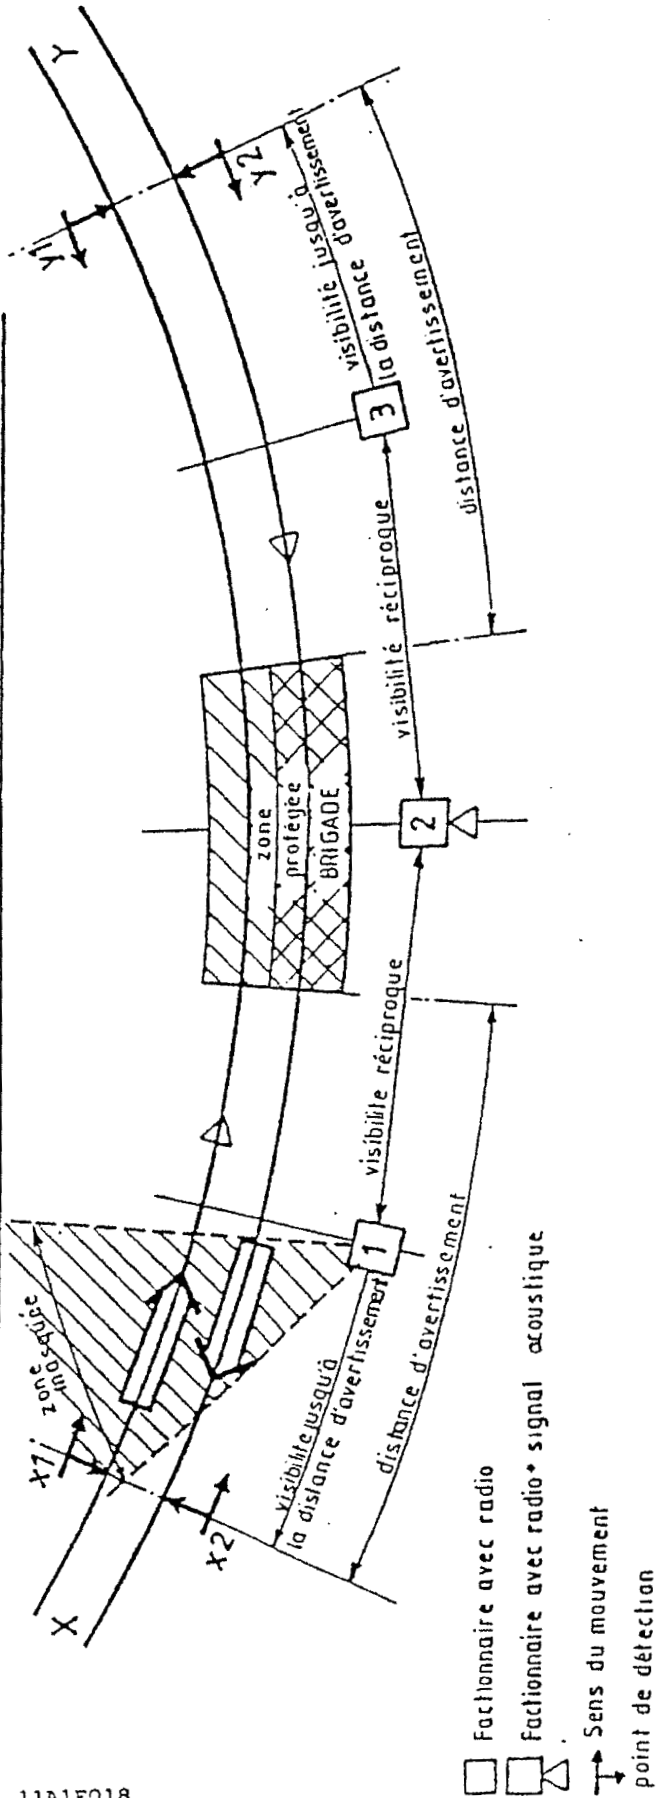 X
Y
x1
x2
y1
y2
zone
masquée
visibilité jusqu'à
la distance d'avertissement
distance d'avertissement
1
visibilité réciproque
zone
protégée
BRIGADE
2
visibilité réciproque
3
visibilité jusqu'à
la distance d'avertissement
distance d'avertissement
Factionnaire avec radio
Factionnaire avec radio+ signal acoustique
Sens du mouvement
point de détection